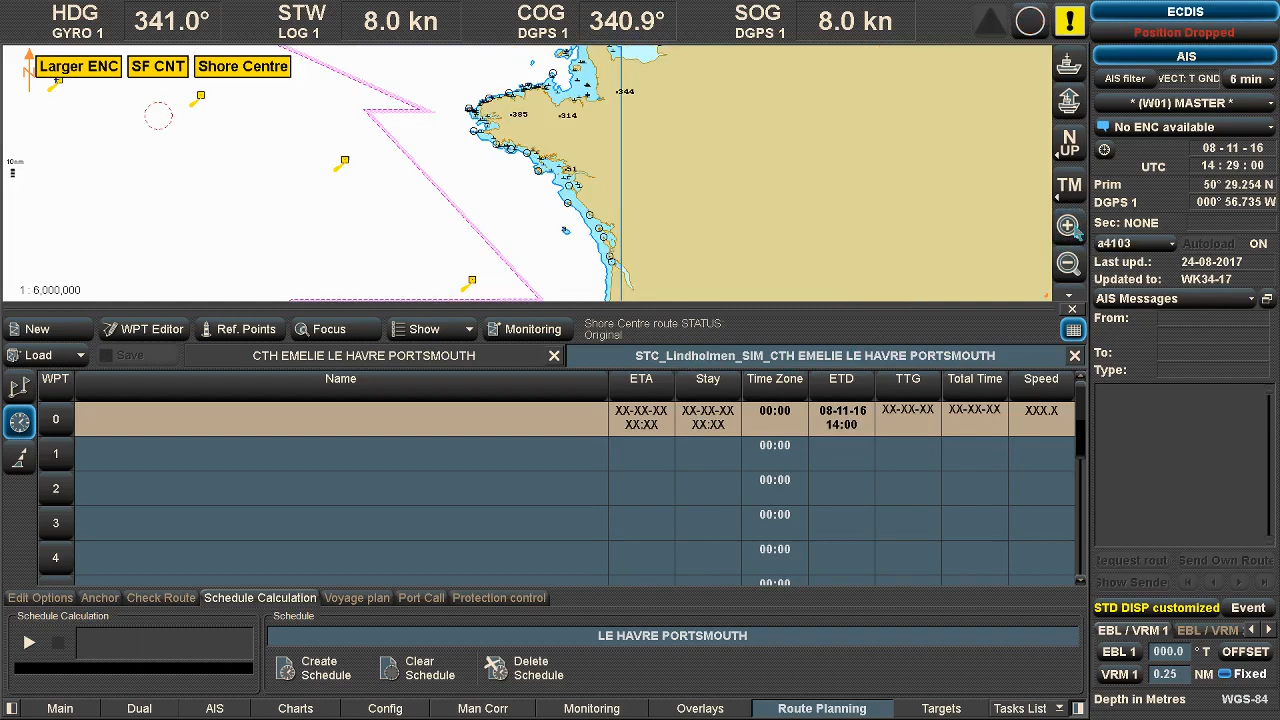 HDG GYRO 1 341.0° STW LOG 1 8.0 kn COG DGPS 1 340.9° SOG DGPS 1 8.0 kn
ECDIS
Position Dropped
AIS
AIS filter VECT: T GND 6 min
* (W01) MASTER *
No ENC available
08 - 11 - 16
UTC 14 : 29 : 00
Prim 50° 29.254 N
DGPS 1 000° 56.735 W
Sec: NONE
a4103 Autoload ON
Last upd.: 24-08-2017
Updated to: WK34-17
AIS Messages
From:
To:
Type:
Show Sende
STD DISP customized Event
EBL / VRM 1 EBL / VRM
EBL 1 000.0 ° T OFFSET
VRM 1 0.25 NM Fixed
Depth in Metres WGS-84
Larger ENC SF CNT Shore Centre
N
10nm
344
385
314
1 : 6,000,000
N UP
TM
New WPT Editor Ref. Points Focus Show Monitoring
Shore Centre route STATUS
Original
Load Save CTH EMELIE LE HAVRE PORTSMOUTH STC_Lindholmen_SIM_CTH EMELIE LE HAVRE PORTSMOUTH
WPT Name ETA Stay Time Zone ETD TTG Total Time Speed
0 XX-XX-XX XX-XX-XX 00:00 08-11-16 XX-XX-XX XX-XX-XX XXX.X
XX:XX XX:XX 14:00
1 00:00
2 00:00
3 00:00
4 00:00
00:00
Edit Options Anchor Check Route Schedule Calculation Voyage plan Port Call Protection control
Schedule Calculation Schedule
LE HAVRE PORTSMOUTH
Create Schedule Clear Schedule Delete Schedule
Main Dual AIS Charts Config Man Corr Monitoring Overlays Route Planning Targets Tasks List